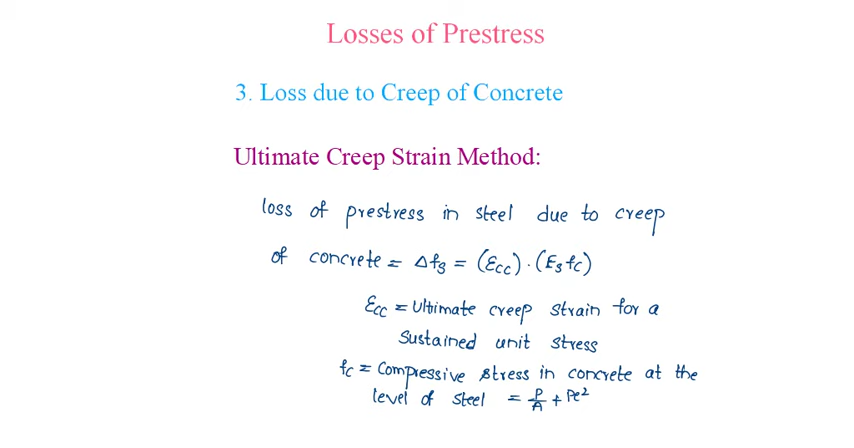 Losses of Prestress
3. Loss due to Creep of Concrete
Ultimate Creep Strain Method:
loss of prestress in steel due to creep
of concrete = Δfs = (εcc) · (Es fc)
εcc = Ultimate creep strain for a
sustained unit stress
fc = Compressive stress in concrete at the
level of steel = P/A + Pe²